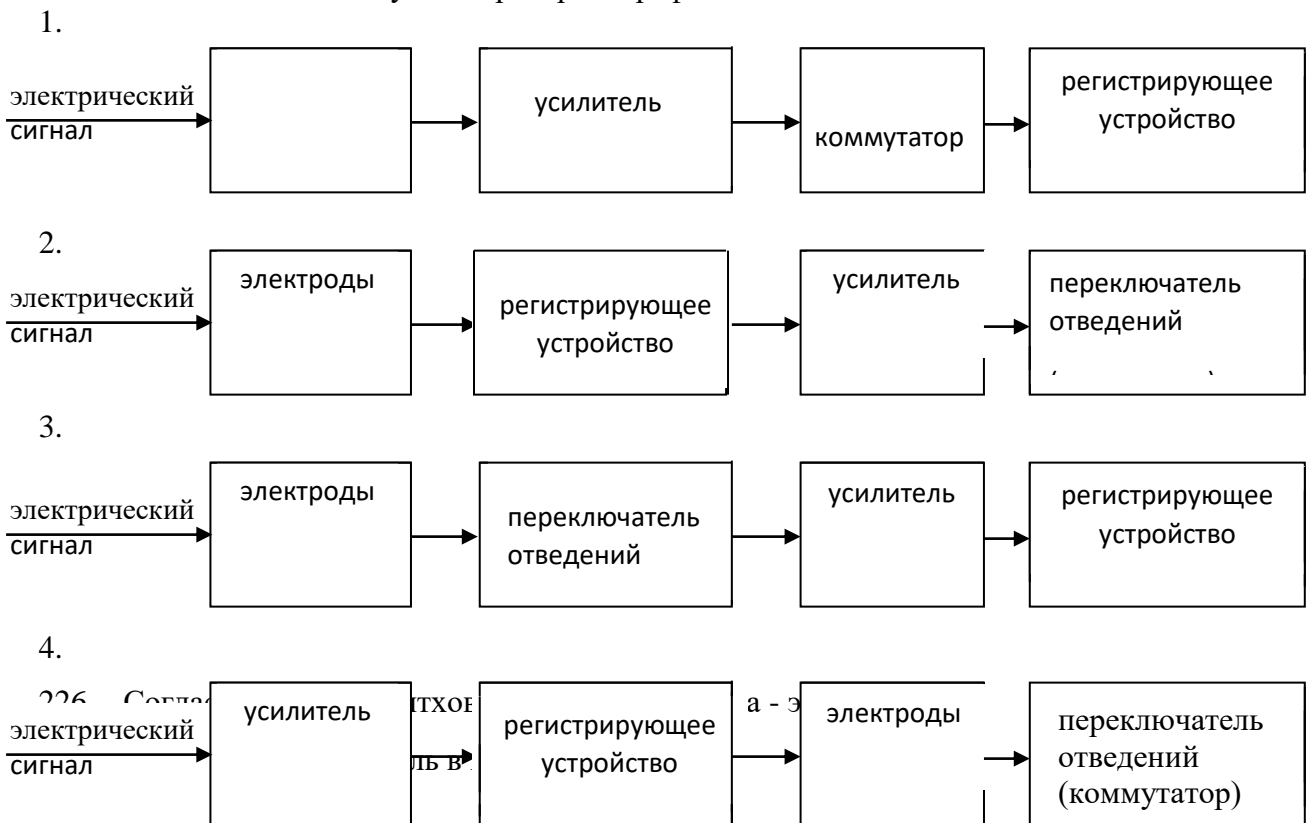 1.
электрический
сигнал
усилитель
коммутатор
регистрирующее
устройство
2.
электрический
сигнал
электроды
регистрирующее
устройство
усилитель
переключатель
отведений
3.
электрический
сигнал
электроды
переключатель
отведений
усилитель
регистрирующее
устройство
4.
226
электрический
сигнал
усилитель
регистрирующее
устройство
а - э
электроды
переключатель
отведений
(коммутатор)